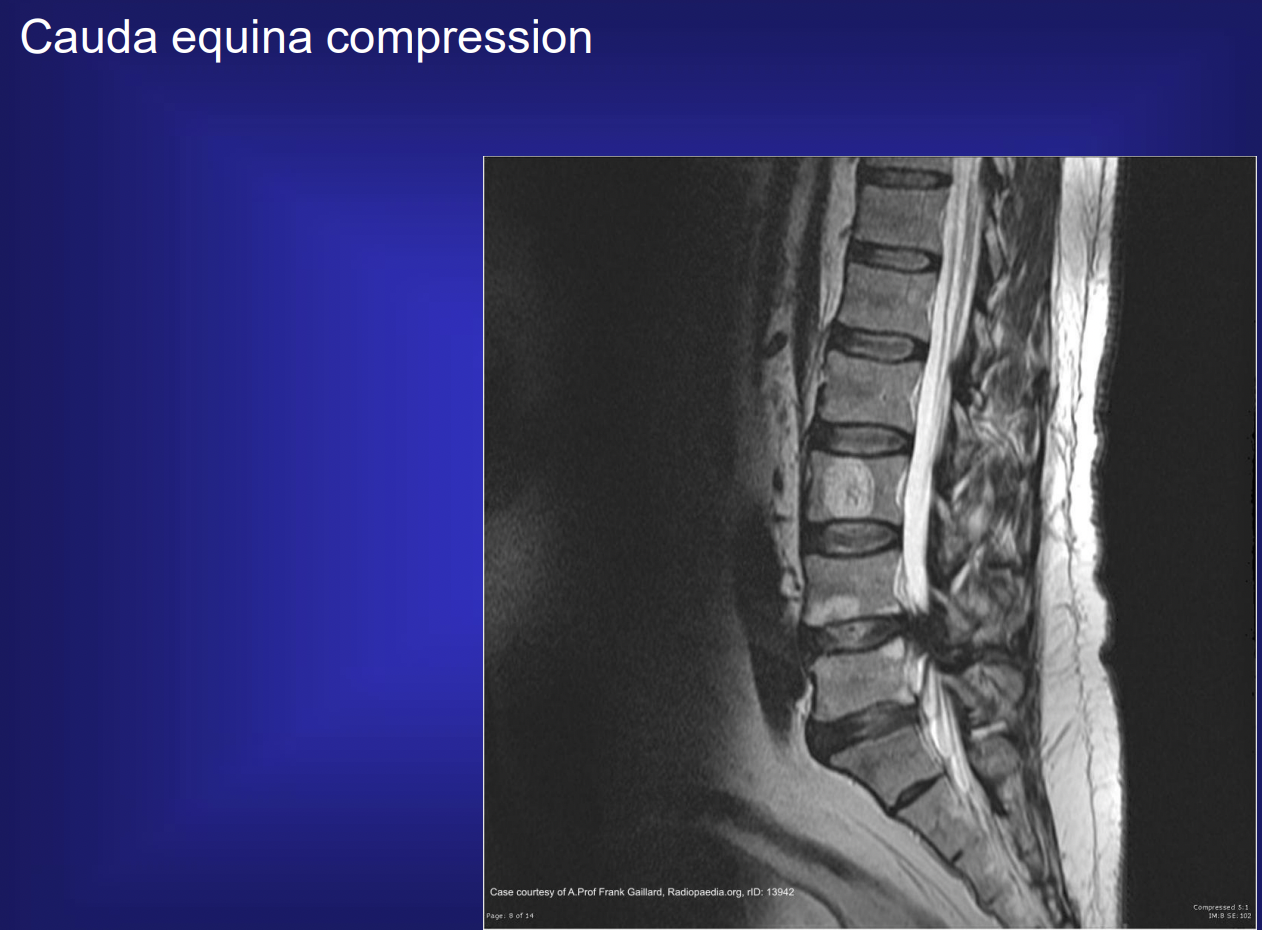 Cauda equina compression
Case courtesy of A.Prof Frank Gaillard, Radiopaedia.org, rID: 13942
Page: 8 of 14
Compressed 5:1
IM:8 SE:102